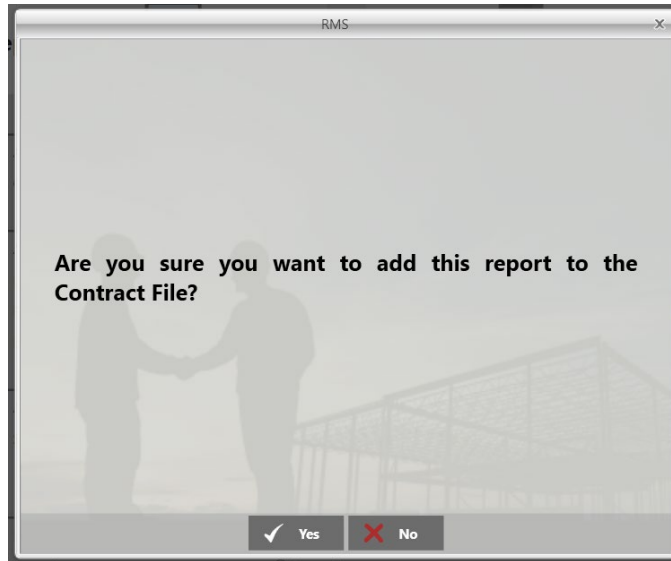 RMS
Are you sure you want to add this report to the
Contract File?
Yes No